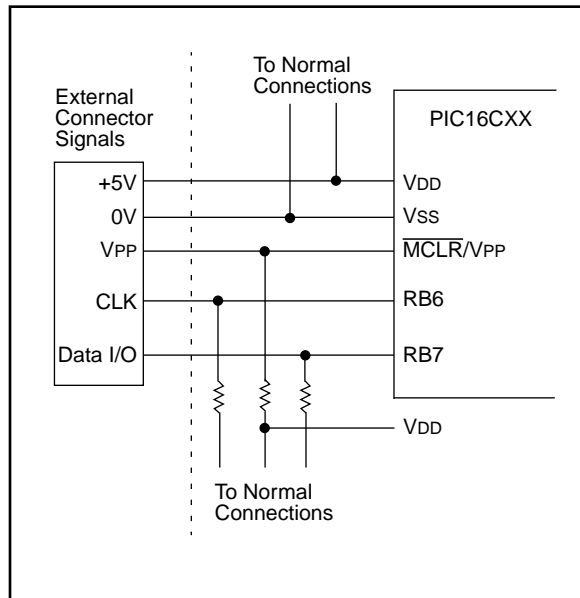 To Normal
Connections
External
Connector
Signals
PIC16CXX
+5V
0V
VPP
CLK
Data I/O
VDD
VSS
MCLR/VPP
RB6
RB7
VDD
To Normal
Connections